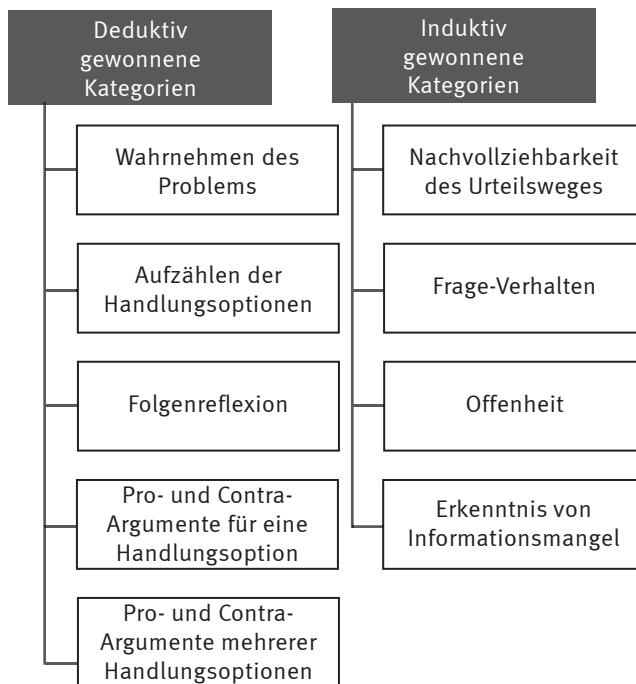 Deduktiv
gewonnene
Kategorien
Wahrnehmen des
Problems
Aufzählen der
Handlungsoptionen
Folgenreflexion
Pro- und Contra-
Argumente für eine
Handlungsoption
Pro- und Contra-
Argumente mehrerer
Handlungsoptionen
Induktiv
gewonnene
Kategorien
Nachvollziehbarkeit
des Urteilsweges
Frage-Verhalten
Offenheit
Erkenntnis von
Informationsmangel